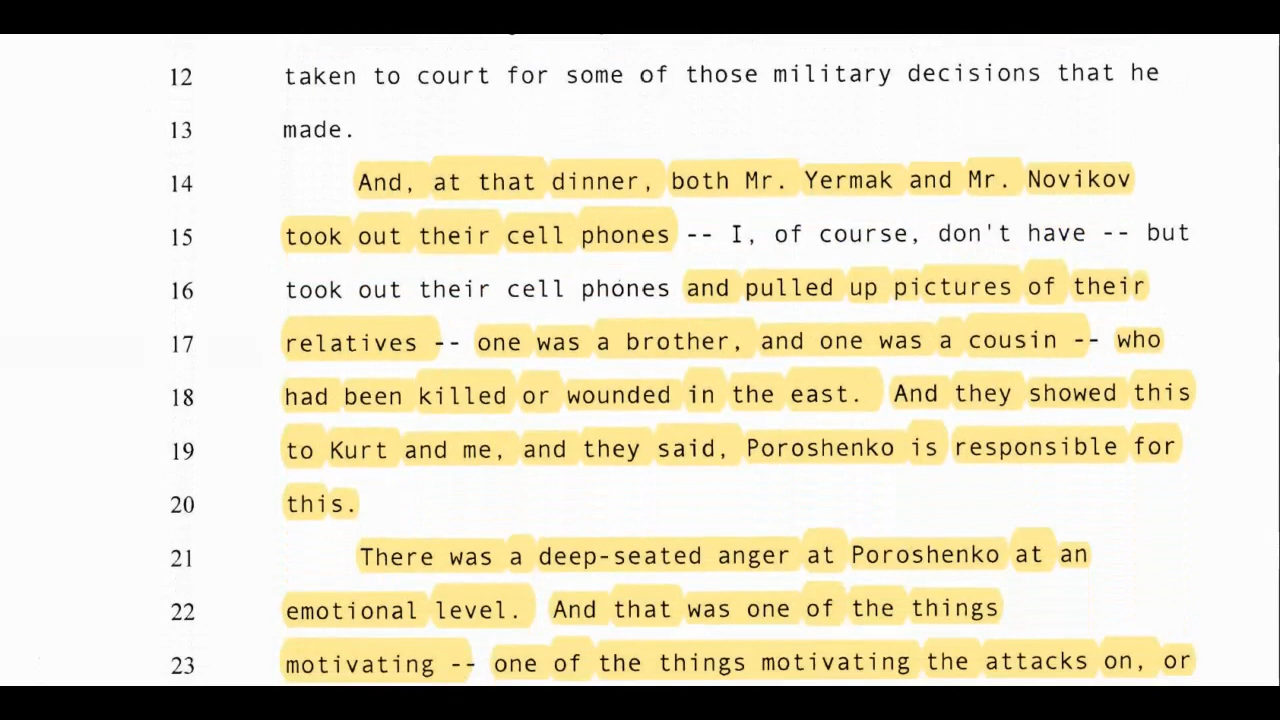 12 taken to court for some of those military decisions that he
13 made.
14 And, at that dinner, both Mr. Yermak and Mr. Novikov
15 took out their cell phones -- I, of course, don't have -- but
16 took out their cell phones and pulled up pictures of their
17 relatives -- one was a brother, and one was a cousin -- who
18 had been killed or wounded in the east. And they showed this
19 to Kurt and me, and they said, Poroshenko is responsible for
20 this.
21 There was a deep-seated anger at Poroshenko at an
22 emotional level. And that was one of the things
23 motivating -- one of the things motivating the attacks on, or